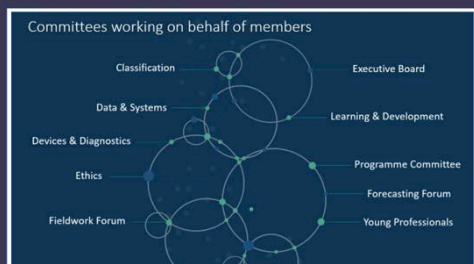 Committees working on behalf of members
Classification
Executive Board
Data & Systems
Learning & Development
Devices & Diagnostics
Programme Committee
Ethics
Forecasting Forum
Fieldwork Forum
Young Professionals